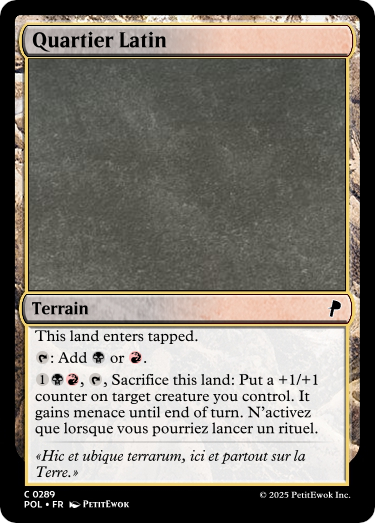 Quartier Latin
Terrain
This land enters tapped.
: Add or .
1 , , Sacrifice this land: Put a +1/+1
counter on target creature you control. It
gains menace until end of turn. N’activez
que lorsque vous pourriez lancer un rituel.
«Hic et ubique terrarum, ici et partout sur la
Terre.»
C 0289
POL • FR PetitEwok
© 2025 PetitEwok Inc.